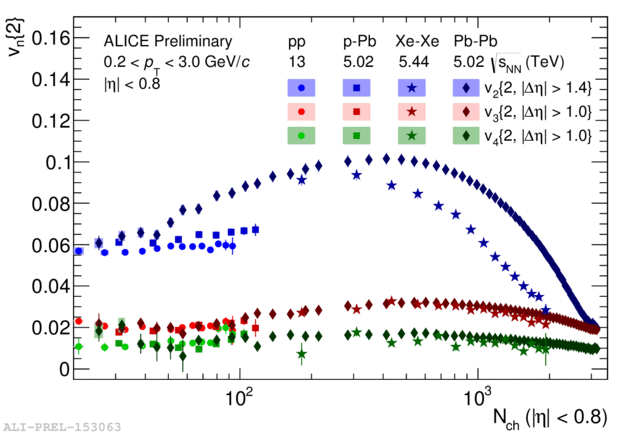 v_n{2}
ALICE Preliminary pp p-Pb Xe-Xe Pb-Pb
0.2 < p_T < 3.0 GeV/c 13 5.02 5.44 5.02 √s_NN (TeV)
|η| < 0.8
v_2{2, |Δη| > 1.4}
v_3{2, |Δη| > 1.0}
v_4{2, |Δη| > 1.0}
0.16
0.14
0.12
0.1
0.08
0.06
0.04
0.02
0
10^2 10^3
N_ch (|η| < 0.8)
ALI-PREL-153063